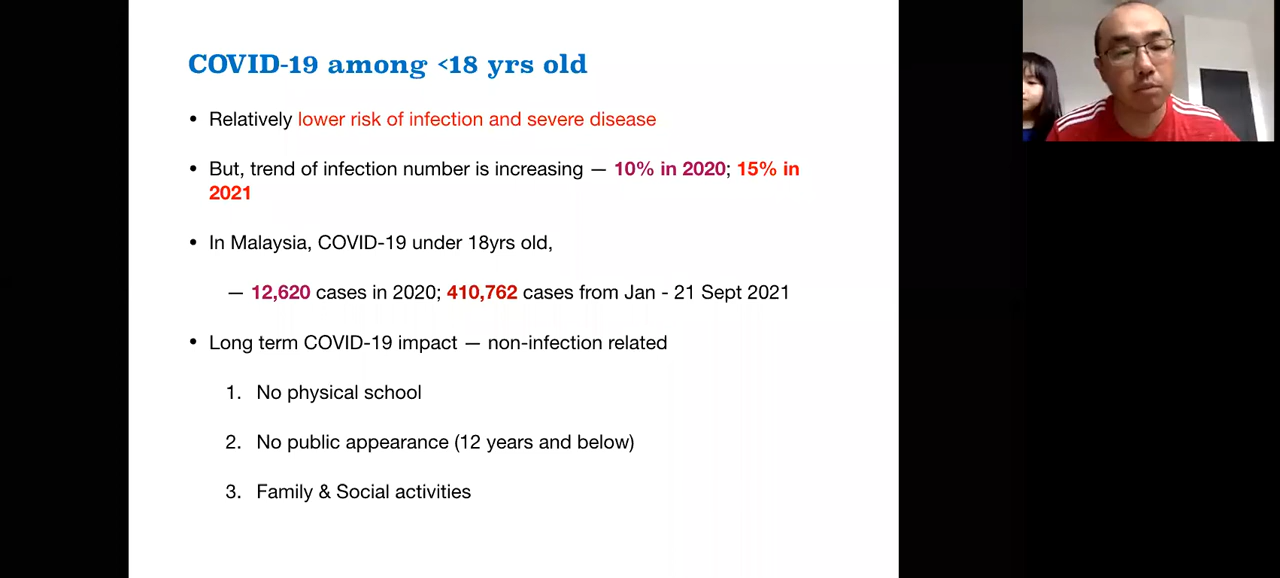 COVID-19 among <18 yrs old
• Relatively lower risk of infection and severe disease
• But, trend of infection number is increasing — 10% in 2020; 15% in
2021
• In Malaysia, COVID-19 under 18yrs old,
— 12,620 cases in 2020; 410,762 cases from Jan - 21 Sept 2021
• Long term COVID-19 impact — non-infection related
1. No physical school
2. No public appearance (12 years and below)
3. Family & Social activities